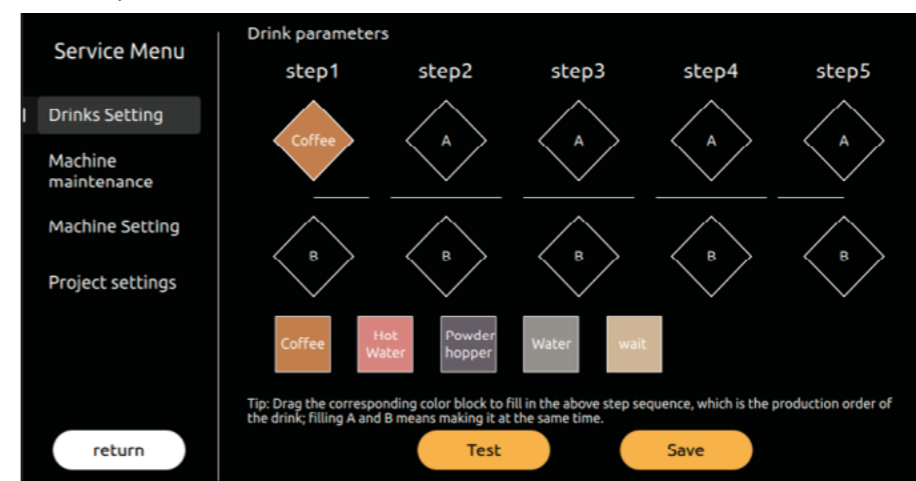 Service Menu
Drinks Setting
Machine
maintenance
Machine Setting
Project settings
return
Drink parameters
step1 step2 step3 step4 step5
Coffee A A A A
B B B B B
Coffee
Hot
Water
Powder
hopper
Water
wait
Tip: Drag the corresponding color block to fill in the above step sequence, which is the production order of
the drink; filling A and B means making it at the same time.
Test Save